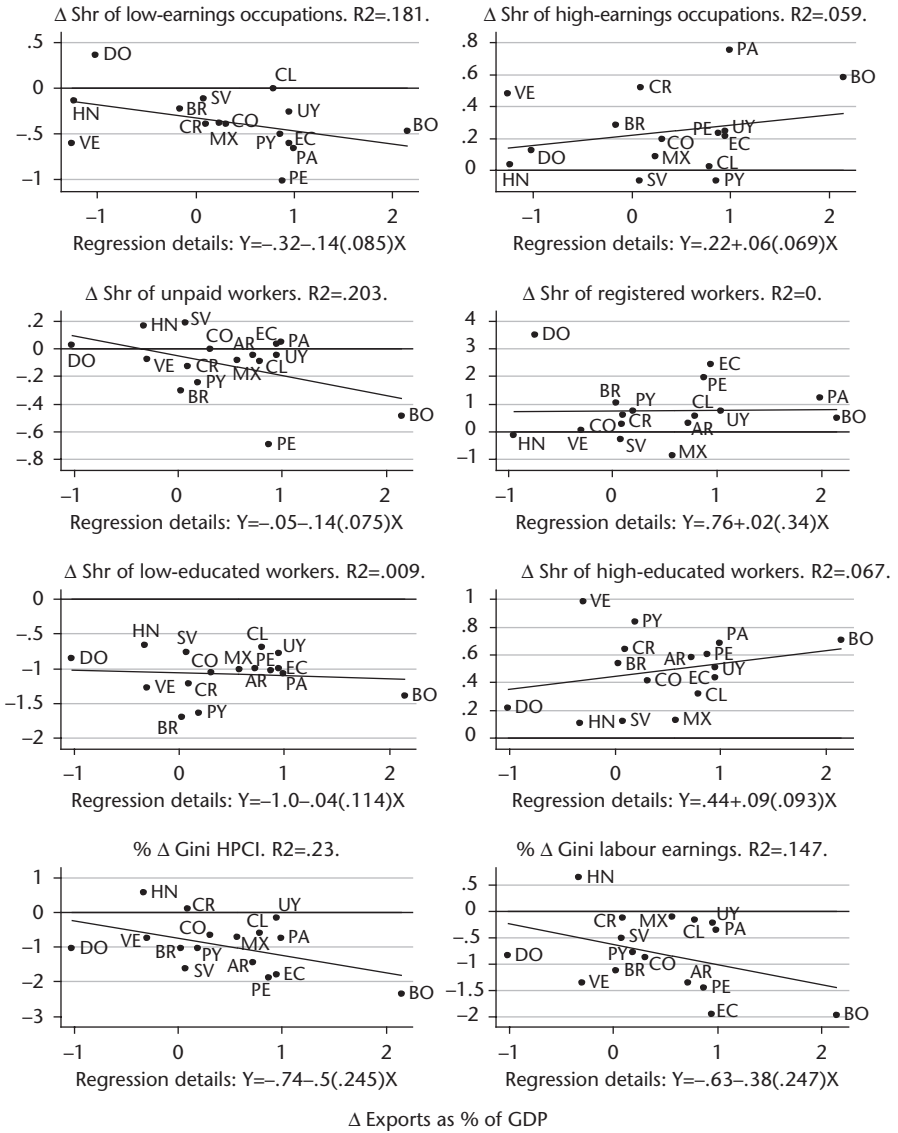 Δ Shr of low-earnings occupations. R2=.181.
.5
0
–.5
–1
DO
CL
HN
BR
SV
UY
CR
MX
CO
BO
VE
PY
EC
PA
PE
–1 0 1 2
Regression details: Y=–.32–.14(.085)X
Δ Shr of high-earnings occupations. R2=.059.
.8
.6
.4
.2
0
PA
BO
VE
CR
BR
PE
UY
CO
EC
DO
MX
CL
HN
SV
PY
–1 0 1 2
Regression details: Y=.22+.06(.069)X
Δ Shr of unpaid workers. R2=.203.
.2
0
–.2
–.4
–.6
–.8
HN
SV
CO
AR
EC
PA
DO
VE
CR
MX
CL
UY
PY
BR
BO
PE
–1 0 1 2
Regression details: Y=–.05–.14(.075)X
Δ Shr of registered workers. R2=0.
4
3
2
1
0
–1
DO
EC
PE
BR
PY
CL
PA
CO
CR
AR
UY
BO
HN
VE
SV
MX
–1 0 1 2
Regression details: Y=.76+.02(.34)X
Δ Shr of low-educated workers. R2=.009.
0
–.5
–1
–1.5
–2
HN
SV
CL
UY
DO
CO
MX
PE
EC
VE
CR
AR
PA
BR
PY
BO
–1 0 1 2
Regression details: Y=–1.0–.04(.114)X
Δ Shr of high-educated workers. R2=.067.
1
.8
.6
.4
.2
0
VE
PY
PA
BO
CR
BR
AR
PE
UY
CO
EC
CL
DO
HN
SV
MX
–1 0 1 2
Regression details: Y=.44+.09(.093)X
% Δ Gini HPCI. R2=.23.
1
0
–1
–2
–3
HN
CR
UY
CO
CL
VE
MX
PA
DO
BR
PY
SV
AR
EC
PE
BO
–1 0 1 2
Regression details: Y=–.74–.5(.245)X
% Δ Gini labour earnings. R2=.147.
.5
0
–.5
–1
–1.5
–2
HN
CR
MX
CL
UY
PA
SV
PY
CO
DO
BR
VE
AR
PE
EC
BO
–1 0 1 2
Regression details: Y=–.63–.38(.247)X
Δ Exports as % of GDP